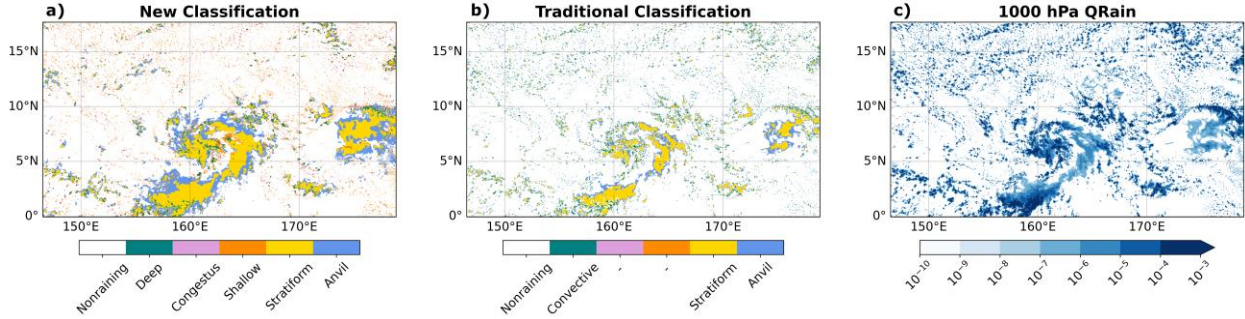 a) New Classification
15°N
10°N
5°N
0°
150°E 160°E 170°E
Nonraining Deep Congestus Shallow Stratiform Anvil
b) Traditional Classification
15°N
10°N
5°N
0°
150°E 160°E 170°E
Nonraining Convective - - Stratiform Anvil
c) 1000 hPa QRain
15°N
10°N
5°N
0°
150°E 160°E 170°E
10⁻¹⁰ 10⁻⁹ 10⁻⁸ 10⁻⁷ 10⁻⁶ 10⁻⁵ 10⁻⁴ 10⁻³